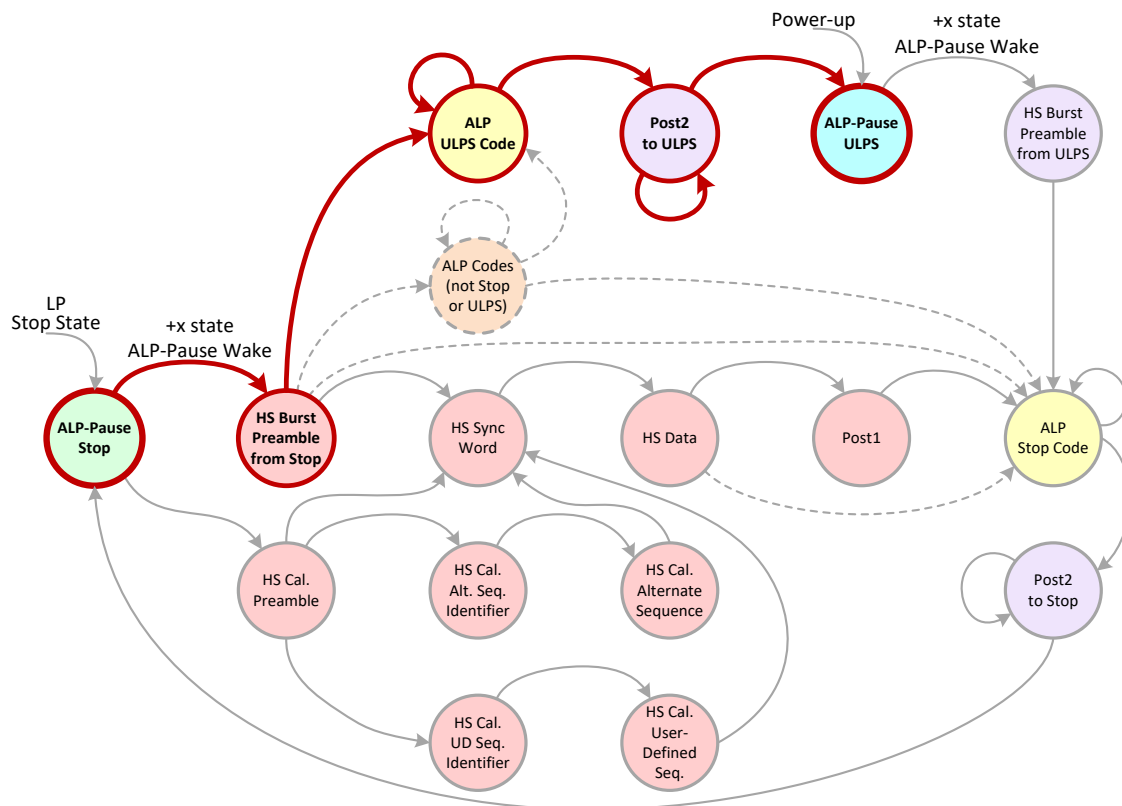 Power-up
+x state
ALP-Pause Wake
ALP
ULPS Code
Post2
to ULPS
ALP-Pause
ULPS
HS Burst
Preamble
from ULPS
ALP Codes
(not Stop
or ULPS)
LP
Stop State
+x state
ALP-Pause Wake
ALP-Pause
Stop
HS Burst
Preamble
from Stop
HS Sync
Word
HS Data
Post1
ALP
Stop Code
HS Cal.
Preamble
HS Cal.
Alt. Seq.
Identifier
HS Cal.
Alternate
Sequence
Post2
to Stop
HS Cal.
UD Seq.
Identifier
HS Cal.
User-
Defined
Seq.